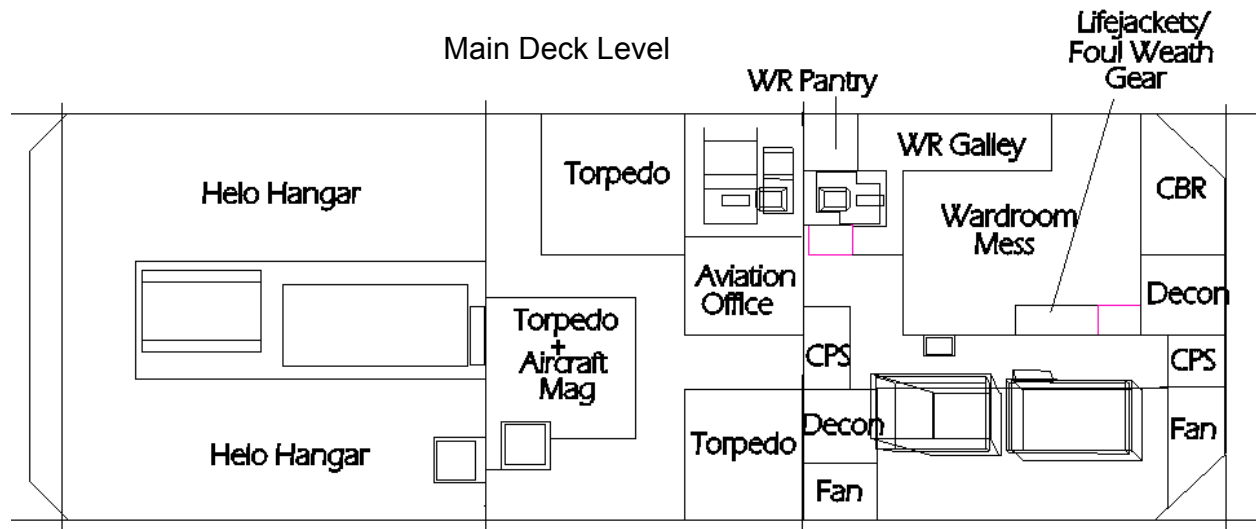 Main Deck Level
Lifejackets/
Foul Weath
Gear
WR Pantry
Helo Hangar
Torpedo
WR Galley
CBR
Wardroom
Mess
Aviation
Office
Decon
Torpedo
+
Aircraft
Mag
CPS
CPS
Helo Hangar
Torpedo
Decon
Fan
Fan